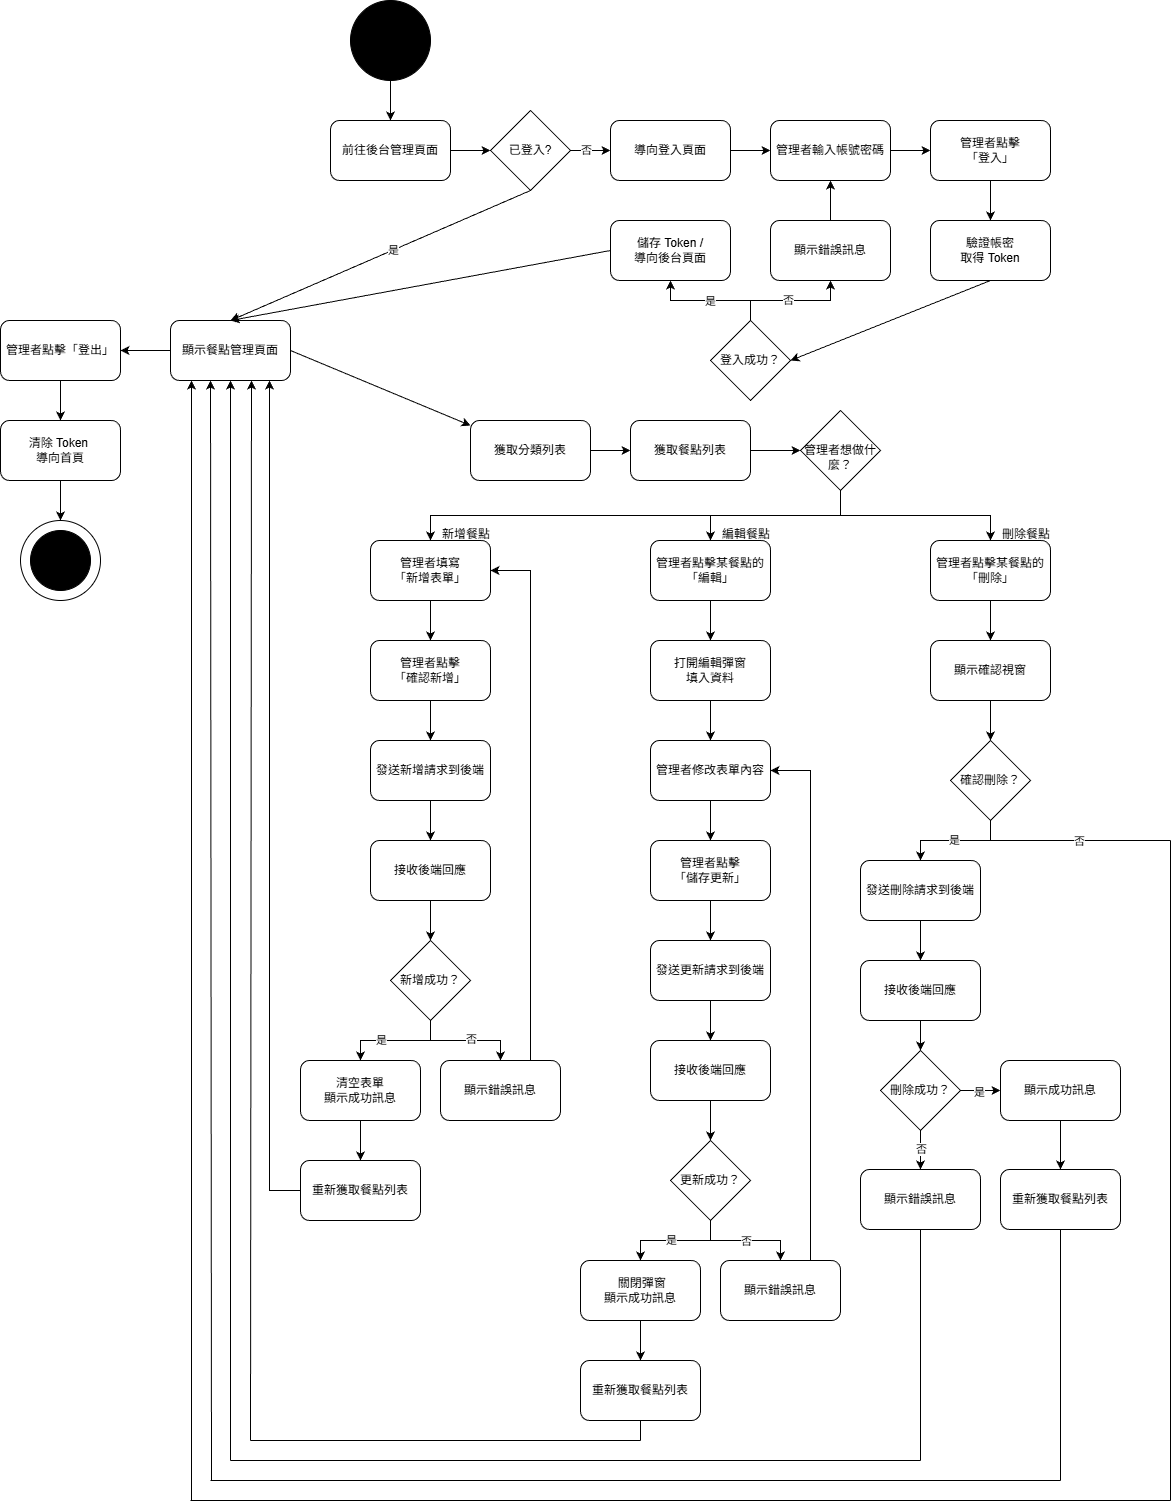 前往後台管理頁面
已登入?
否
導向登入頁面
管理者輸入帳號密碼
管理者點擊
「登入」
是
儲存 Token /
導向後台頁面
顯示錯誤訊息
驗證帳密
取得 Token
是
否
登入成功？
管理者點擊「登出」
顯示餐點管理頁面
清除 Token
導向首頁
獲取分類列表
獲取餐點列表
管理者想做什
麼？
新增餐點
編輯餐點
刪除餐點
管理者填寫
「新增表單」
管理者點擊某餐點的
「編輯」
管理者點擊某餐點的
「刪除」
管理者點擊
「確認新增」
打開編輯彈窗
填入資料
顯示確認視窗
發送新增請求到後端
管理者修改表單內容
確認刪除？
是
否
接收後端回應
管理者點擊
「儲存更新」
發送刪除請求到後端
新增成功？
發送更新請求到後端
接收後端回應
是
否
清空表單
顯示成功訊息
顯示錯誤訊息
接收後端回應
刪除成功？
是
顯示成功訊息
否
重新獲取餐點列表
更新成功？
顯示錯誤訊息
重新獲取餐點列表
是
否
關閉彈窗
顯示成功訊息
顯示錯誤訊息
重新獲取餐點列表